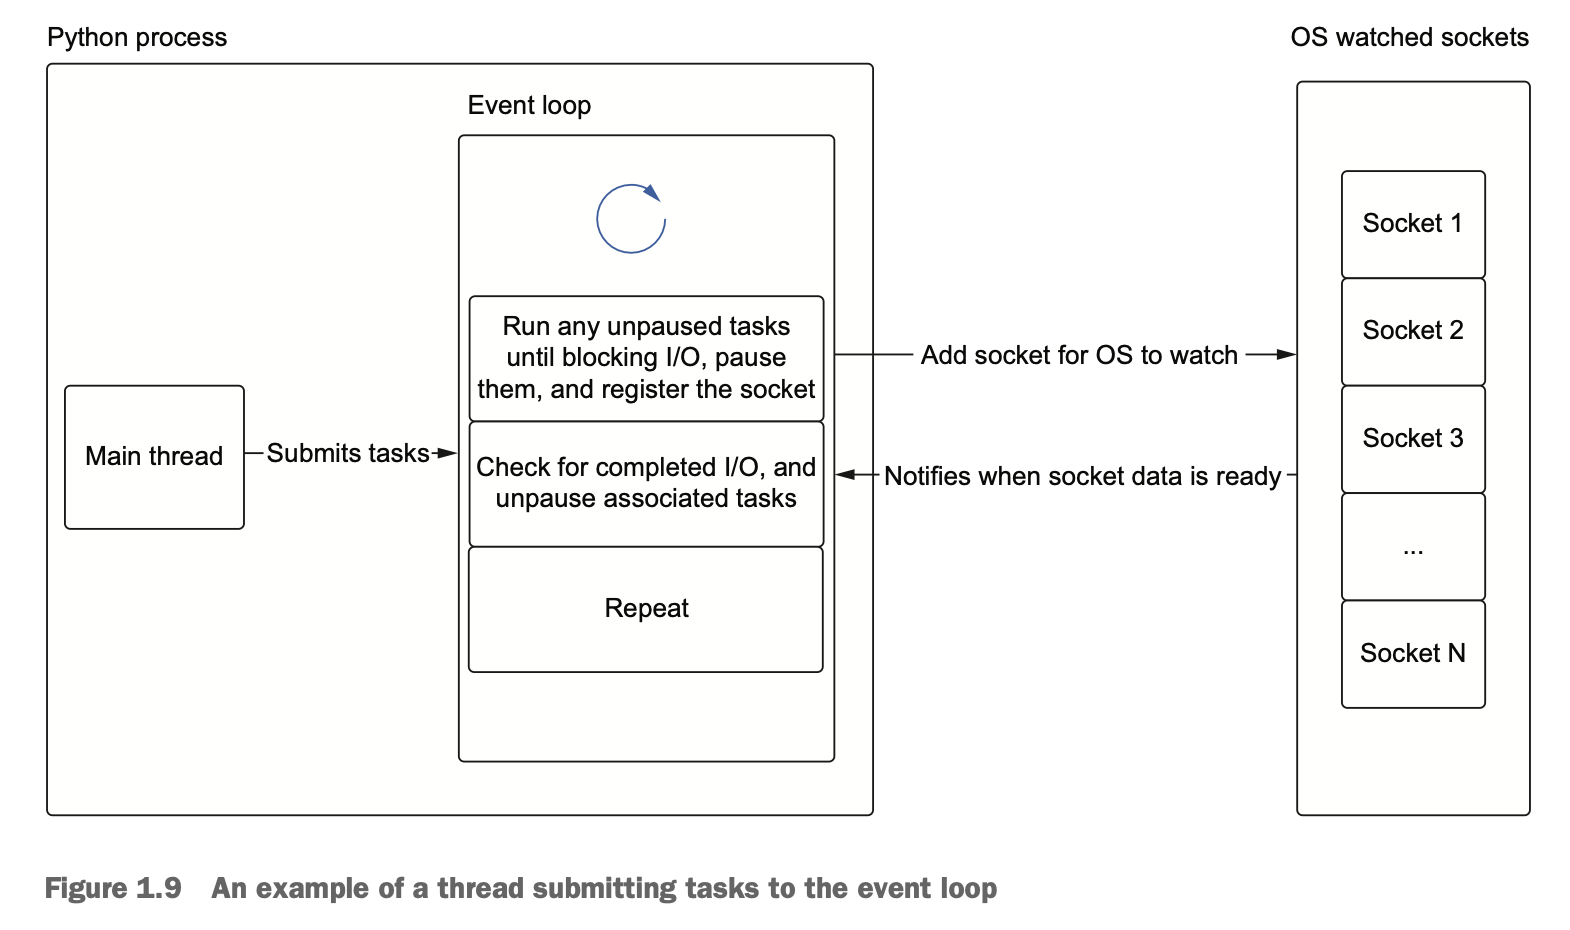 Python process
OS watched sockets
Event loop
Run any unpaused tasks
until blocking I/O, pause
them, and register the socket
Add socket for OS to watch
Main thread
Submits tasks
Check for completed I/O, and
unpause associated tasks
Notifies when socket data is ready
Repeat
Socket 1
Socket 2
Socket 3
...
Socket N
Figure 1.9 An example of a thread submitting tasks to the event loop